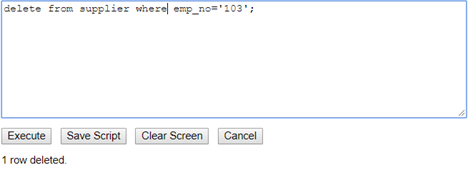 delete from supplier where emp_no='103';
Execute Save Script Clear Screen Cancel
1 row deleted.